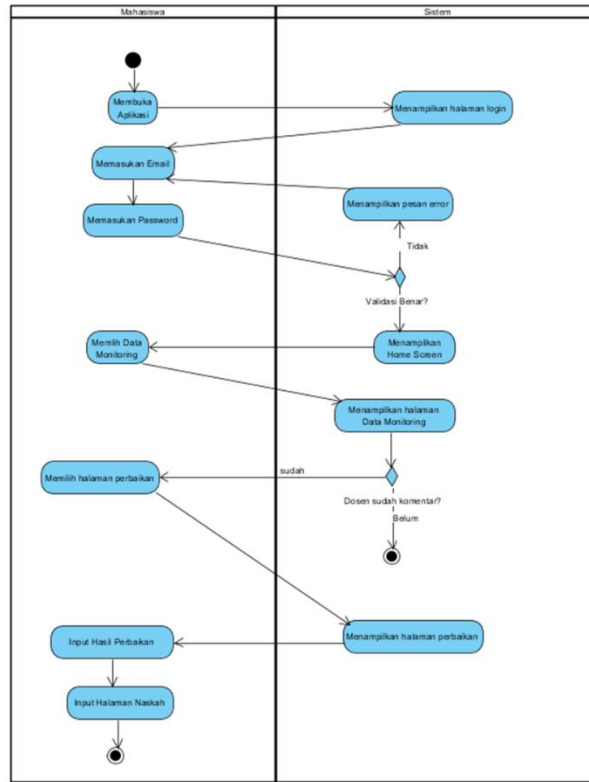 Mahasiswa
Sistem
Membuka
Aplikasi
Menampilkan halaman login
Memasukan Email
Menampilkan pesan error
Memasukan Password
Tidak
Validasi Benar?
Memlih Data
Monitoring
Menampilkan
Home Screen
Menampilkan halaman
Data Monitoring
sudah
Memilih halaman perbaikan
Dosen sudah komentar?
Belum
Menampilkan halaman perbaikan
Input Hasil Perbaikan
Input Halaman Naskah